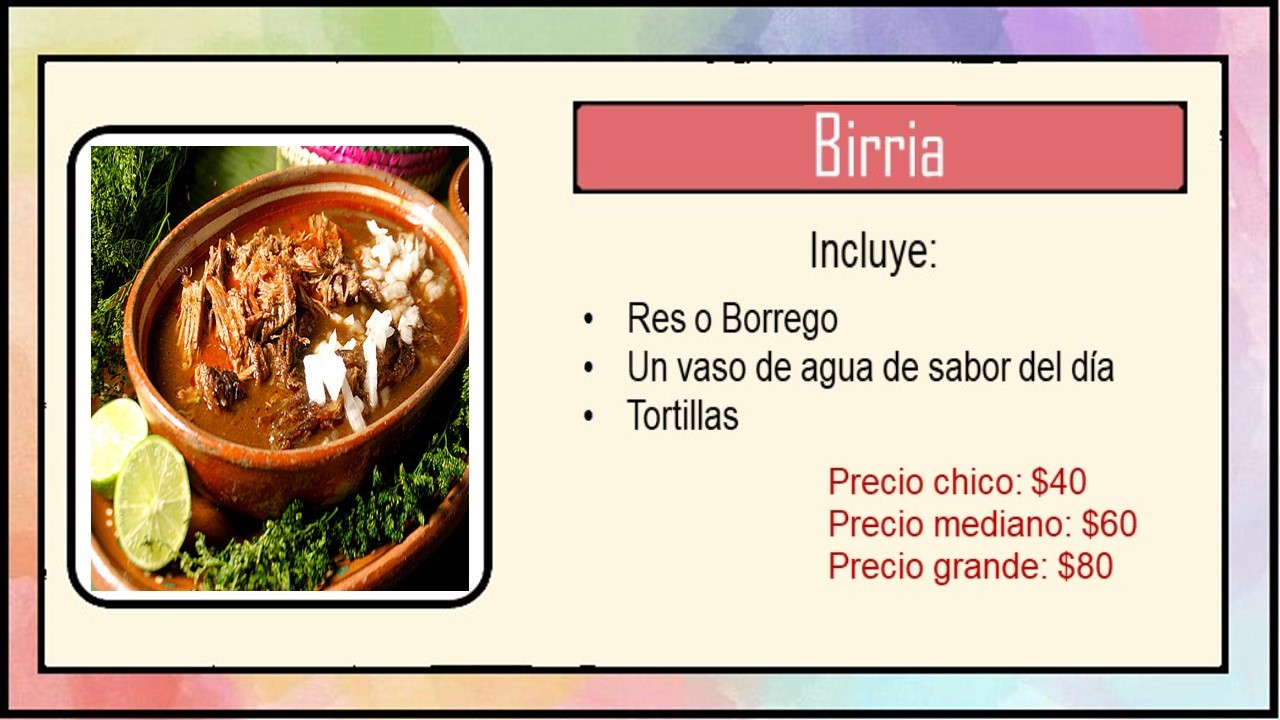 Birria
Incluye:
• Res o Borrego
• Un vaso de agua de sabor del día
• Tortillas
Precio chico: $40
Precio mediano: $60
Precio grande: $80